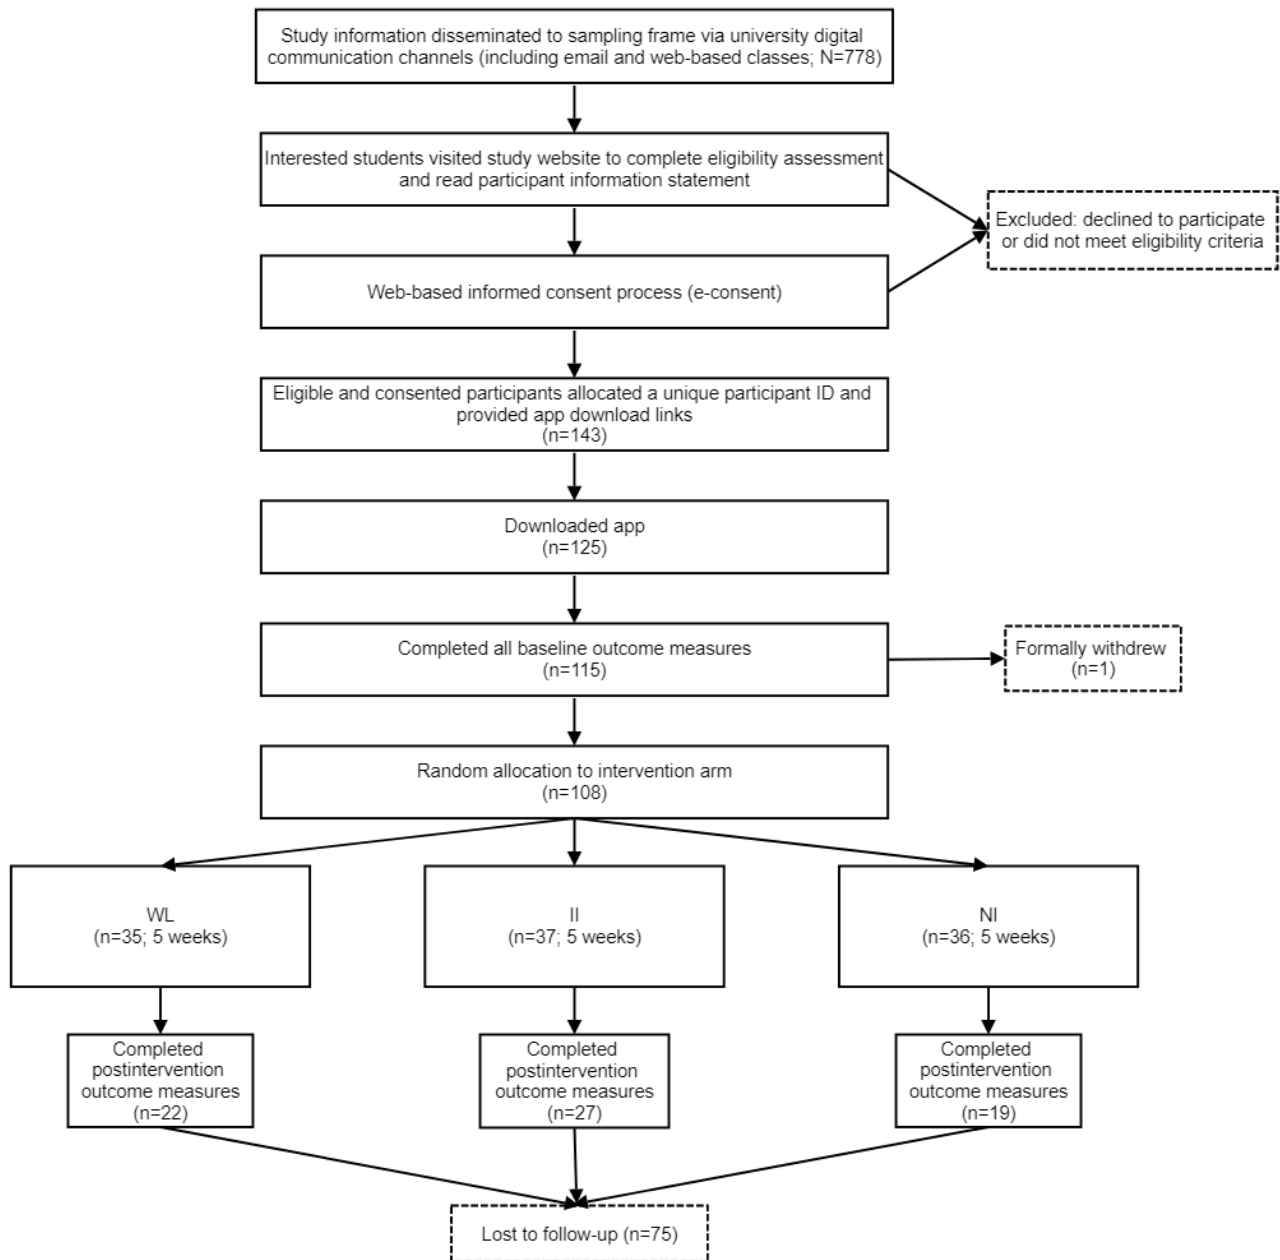 Study information disseminated to sampling frame via university digital
communication channels (including email and web-based classes; N=778)
Interested students visited study website to complete eligibility assessment
and read participant information statement
Excluded: declined to participate
or did not meet eligibility criteria
Web-based informed consent process (e-consent)
Eligible and consented participants allocated a unique participant ID and
provided app download links
(n=143)
Downloaded app
(n=125)
Completed all baseline outcome measures
(n=115)
Formally withdrew
(n=1)
Random allocation to intervention arm
(n=108)
WL
(n=35; 5 weeks)
II
(n=37; 5 weeks)
NI
(n=36; 5 weeks)
Completed
postintervention
outcome measures
(n=22)
Completed
postintervention
outcome measures
(n=27)
Completed
postintervention
outcome measures
(n=19)
Lost to follow-up (n=75)